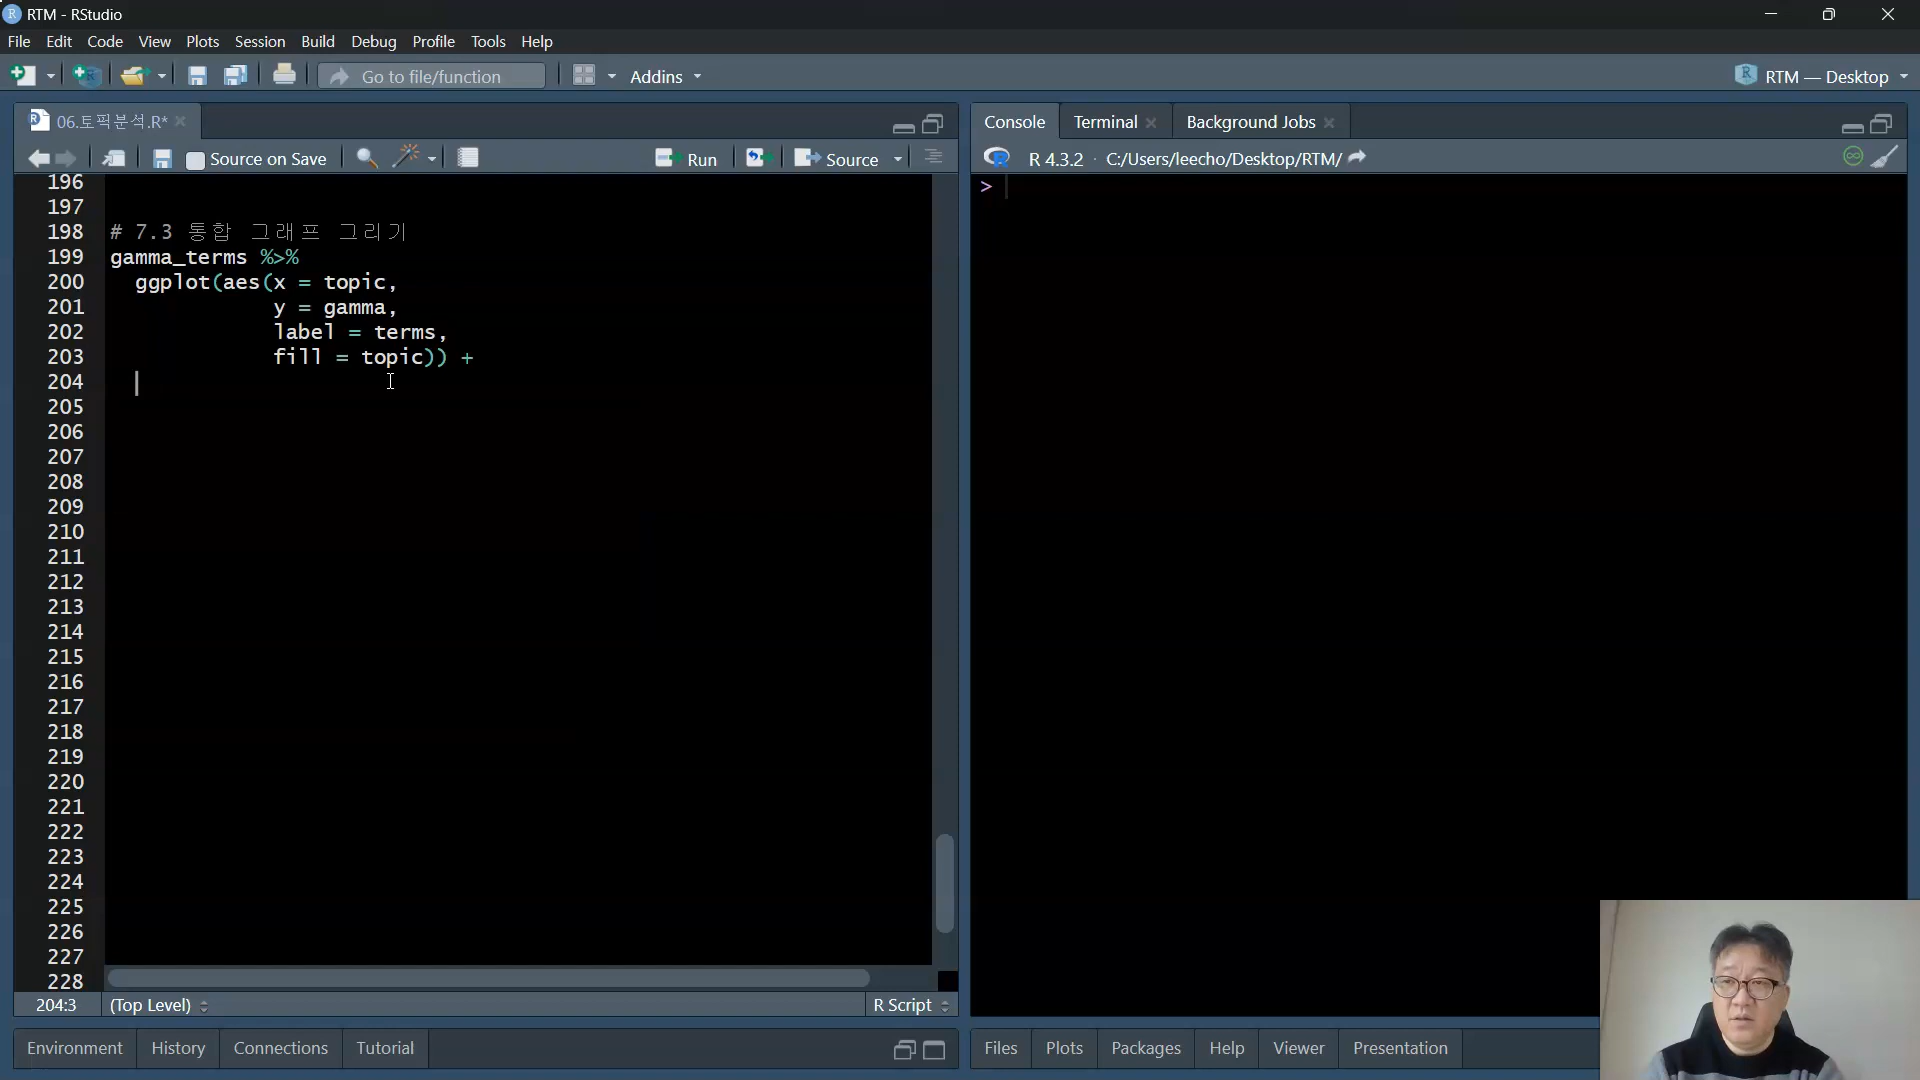 RTM - RStudio
File Edit Code View Plots Session Build Debug Profile Tools Help
Go to file/function Addins RTM — Desktop
06.토픽분석.R*
Source on Save Run Source
196
197
198 # 7.3 통합 그래프 그리기
199 gamma_terms %>%
200 ggplot(aes(x = topic,
201 y = gamma,
202 label = terms,
203 fill = topic)) +
204
205
206
207
208
209
210
211
212
213
214
215
216
217
218
219
220
221
222
223
224
225
226
227
228
204:3 (Top Level) R Script
Environment History Connections Tutorial
Console Terminal Background Jobs
R 4.3.2 · C:/Users/leecho/Desktop/RTM/
>
Files Plots Packages Help Viewer Presentation